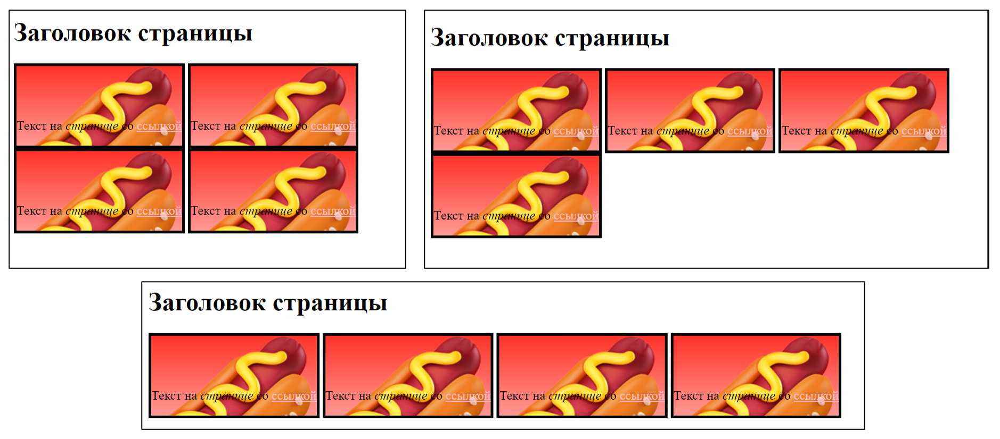 Заголовок страницы
Текст на странице со ссылкой Текст на странице со ссылкой
Текст на странице со ссылкой Текст на странице со ссылкой
Заголовок страницы
Текст на странице со ссылкой Текст на странице со ссылкой Текст на странице со ссылкой
Текст на странице со ссылкой
Заголовок страницы
Текст на странице со ссылкой Текст на странице со ссылкой Текст на странице со ссылкой Текст на странице со ссылкой